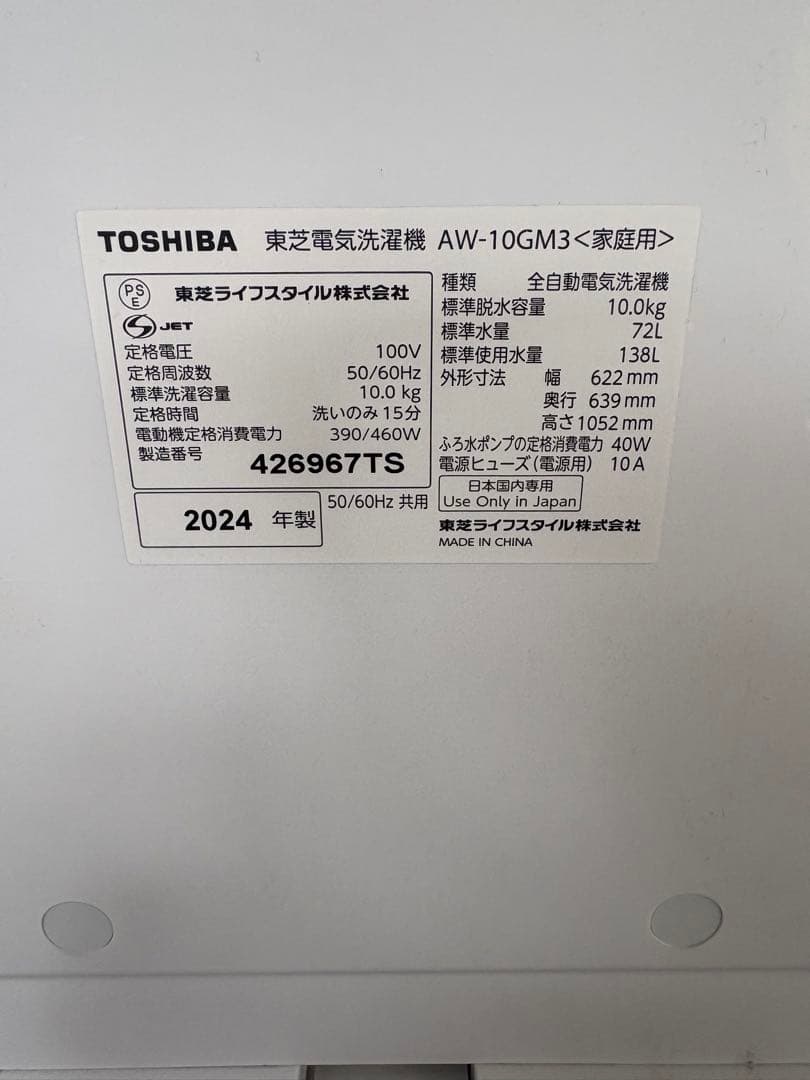 TOSHIBA 東芝電気洗濯機 AW-10GM3<家庭用>
PS
E
東芝ライフスタイル株式会社
S JET
定格電圧 100V
定格周波数 50/60Hz
標準洗濯容量 10.0 kg
定格時間 洗いのみ 15分
電動機定格消費電力 390/460W
製造番号
426967TS
2024 年製
50/60Hz 共用
種類 全自動電気洗濯機
標準脱水容量 10.0kg
標準水量 72L
標準使用水量 138L
外形寸法 幅 622 mm
奥行 639 mm
高さ 1052 mm
ふろ水ポンプの定格消費電力 40W
電源ヒューズ(電源用) 10 A
日本国内専用
Use Only in Japan
東芝ライフスタイル株式会社
MADE IN CHINA